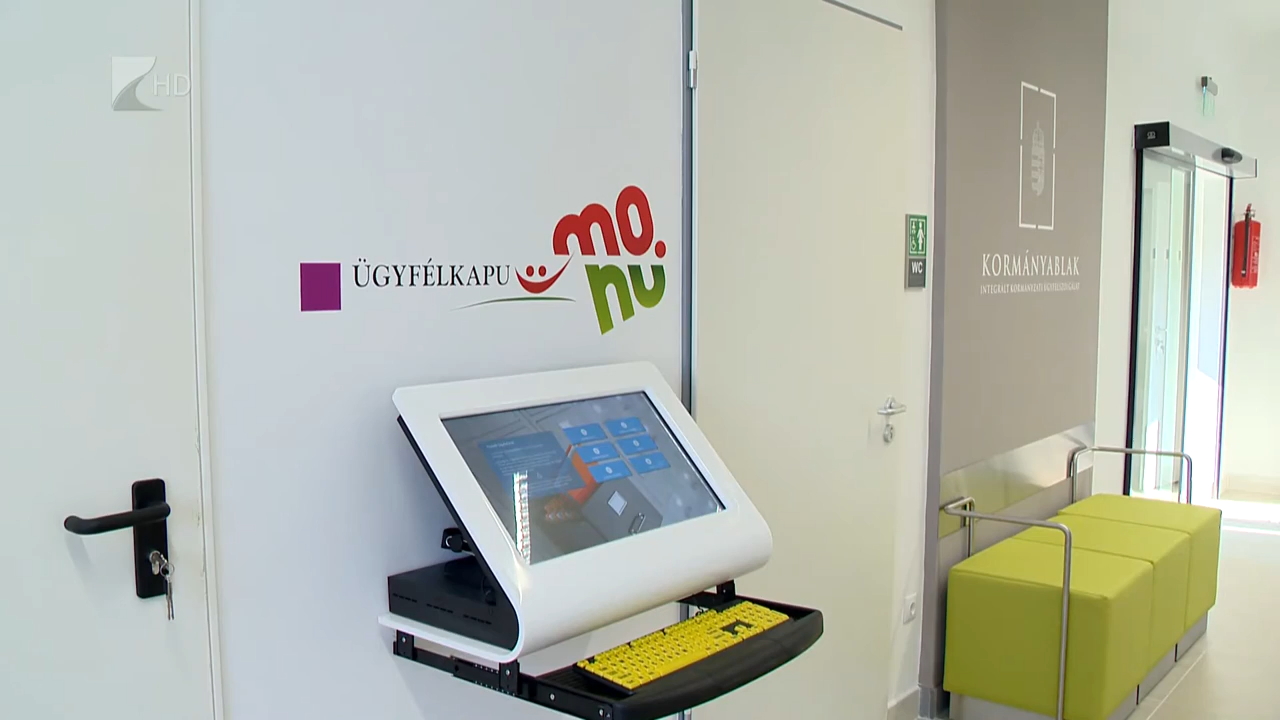 HD
ÜGYFÉLKAPU
mo.
hu
WC
KORMÁNYABLAK
INTEGRÁLT KORMÁNYZATI ÜGYFÉLSZOLGÁLAT